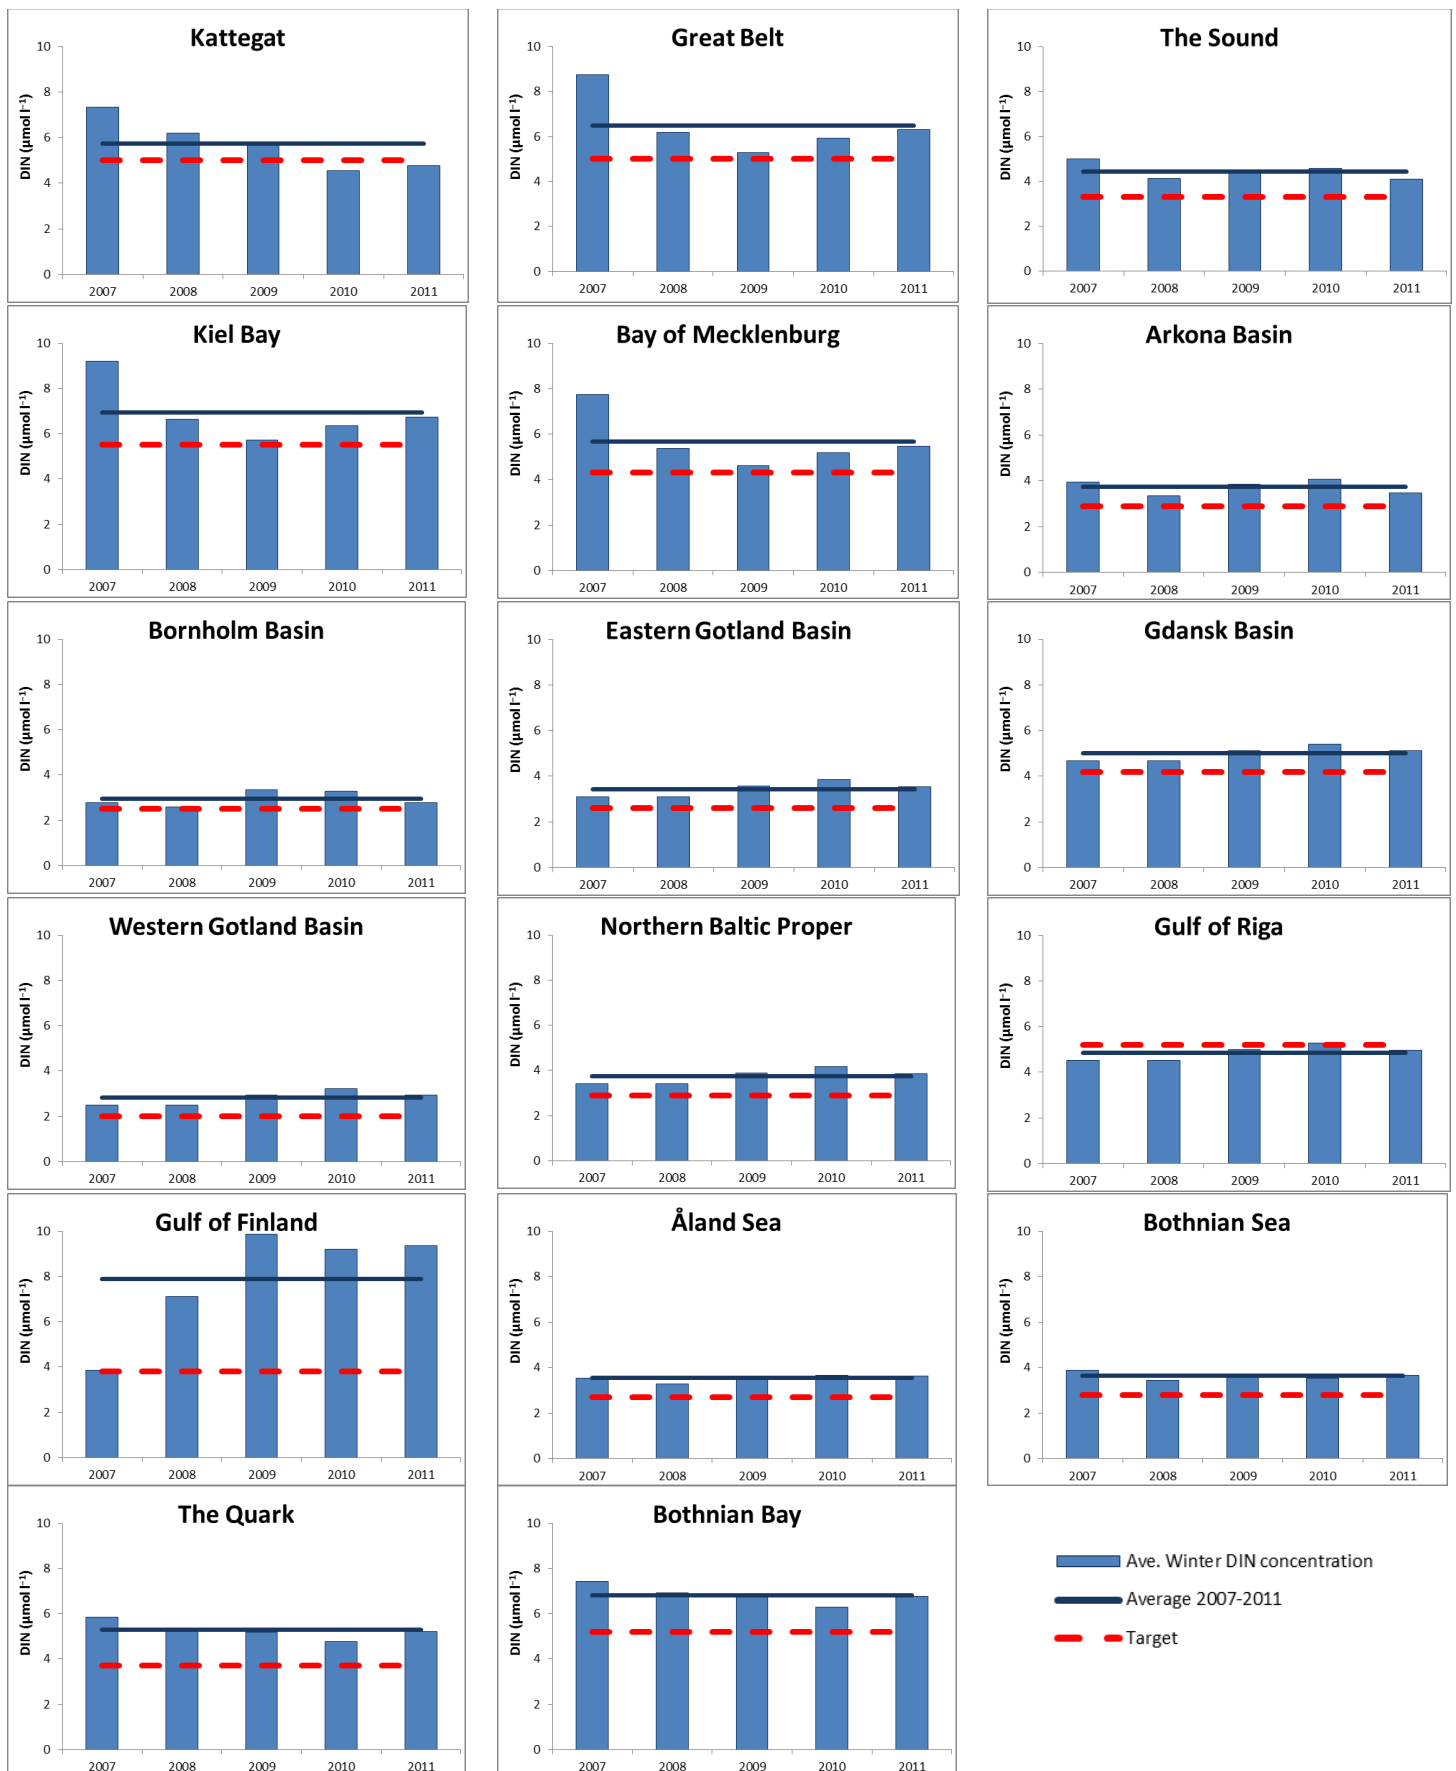 Kattegat
DIN (µmol l⁻¹)
10
8
6
4
2
0
2007 2008 2009 2010 2011
Great Belt
DIN (µmol l⁻¹)
10
8
6
4
2
0
2007 2008 2009 2010 2011
The Sound
DIN (µmol l⁻¹)
10
8
6
4
2
0
2007 2008 2009 2010 2011
Kiel Bay
DIN (µmol l⁻¹)
10
8
6
4
2
0
2007 2008 2009 2010 2011
Bay of Mecklenburg
DIN (µmol l⁻¹)
10
8
6
4
2
0
2007 2008 2009 2010 2011
Arkona Basin
DIN (µmol l⁻¹)
10
8
6
4
2
0
2007 2008 2009 2010 2011
Bornholm Basin
DIN (µmol l⁻¹)
10
8
6
4
2
0
2007 2008 2009 2010 2011
Eastern Gotland Basin
DIN (µmol l⁻¹)
10
8
6
4
2
0
2007 2008 2009 2010 2011
Gdansk Basin
DIN (µmol l⁻¹)
10
8
6
4
2
0
2007 2008 2009 2010 2011
Western Gotland Basin
DIN (µmol l⁻¹)
10
8
6
4
2
0
2007 2008 2009 2010 2011
Northern Baltic Proper
DIN (µmol l⁻¹)
10
8
6
4
2
0
2007 2008 2009 2010 2011
Gulf of Riga
DIN (µmol l⁻¹)
10
8
6
4
2
0
2007 2008 2009 2010 2011
Gulf of Finland
DIN (µmol l⁻¹)
10
8
6
4
2
0
2007 2008 2009 2010 2011
Åland Sea
DIN (µmol l⁻¹)
10
8
6
4
2
0
2007 2008 2009 2010 2011
Bothnian Sea
DIN (µmol l⁻¹)
10
8
6
4
2
0
2007 2008 2009 2010 2011
The Quark
DIN (µmol l⁻¹)
10
8
6
4
2
0
2007 2008 2009 2010 2011
Bothnian Bay
DIN (µmol l⁻¹)
10
8
6
4
2
0
2007 2008 2009 2010 2011
Ave. Winter DIN concentration
Average 2007-2011
Target